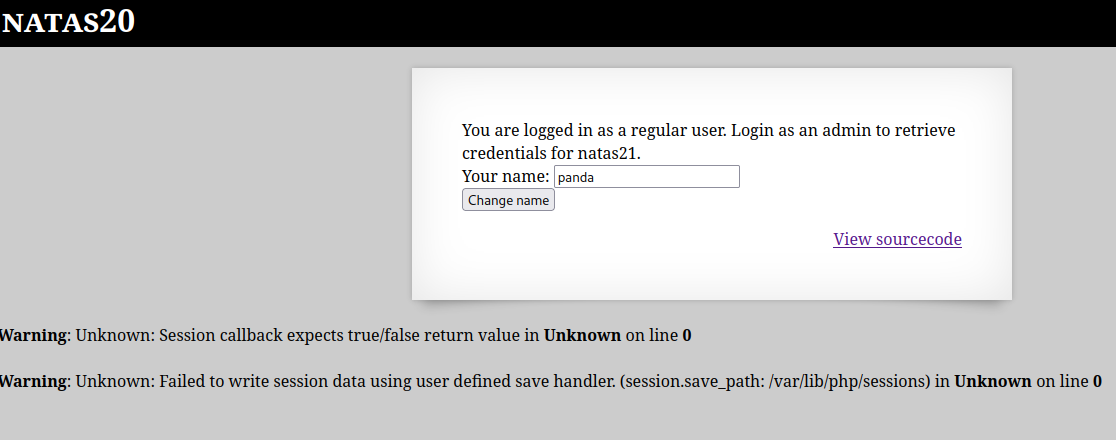 NATAS20
You are logged in as a regular user. Login as an admin to retrieve
credentials for natas21.
Your name: panda
Change name
View sourcecode
Warning: Unknown: Session callback expects true/false return value in Unknown on line 0
Warning: Unknown: Failed to write session data using user defined save handler. (session.save_path: /var/lib/php/sessions) in Unknown on line 0